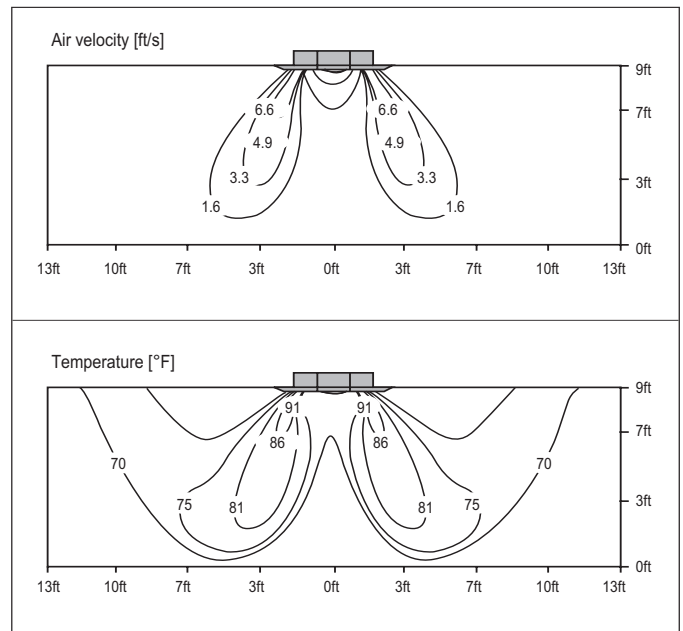 Air velocity [ft/s]
9ft
6.6 6.6 7ft
4.9 4.9
3.3 3.3 3ft
1.6 1.6
0ft
13ft 10ft 7ft 3ft 0ft 3ft 7ft 10ft 13ft
Temperature [°F]
9ft
91 91
86 86 7ft
70 70
75 81 81 75 3ft
0ft
13ft 10ft 7ft 3ft 0ft 3ft 7ft 10ft 13ft